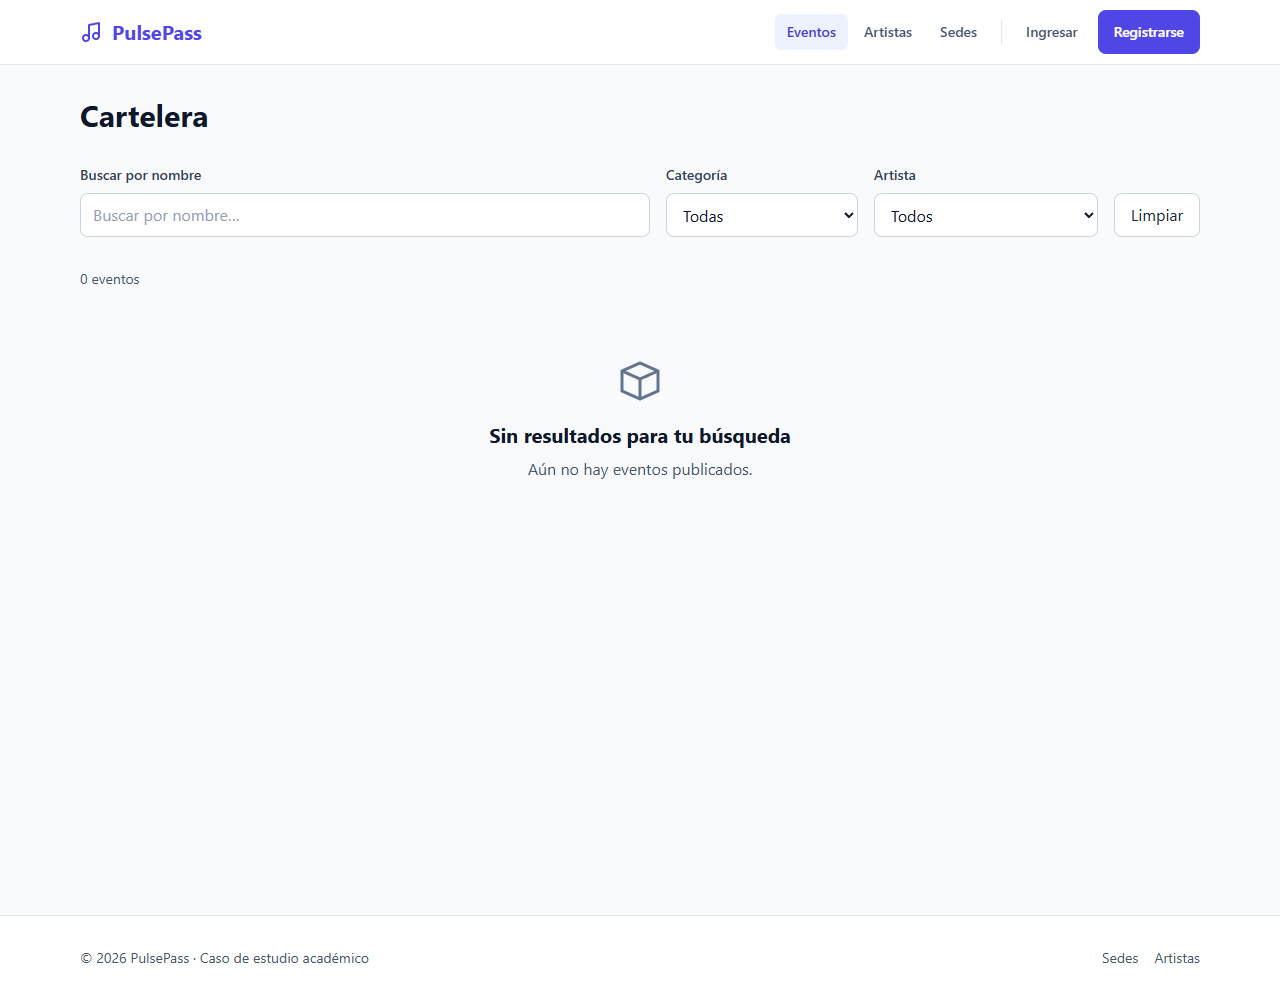 PulsePass
Eventos Artistas Sedes Ingresar Registrarse
Cartelera
Buscar por nombre Categoría Artista
Buscar por nombre... Todas Todos Limpiar
0 eventos
Sin resultados para tu búsqueda
Aún no hay eventos publicados.
© 2026 PulsePass · Caso de estudio académico
Sedes Artistas